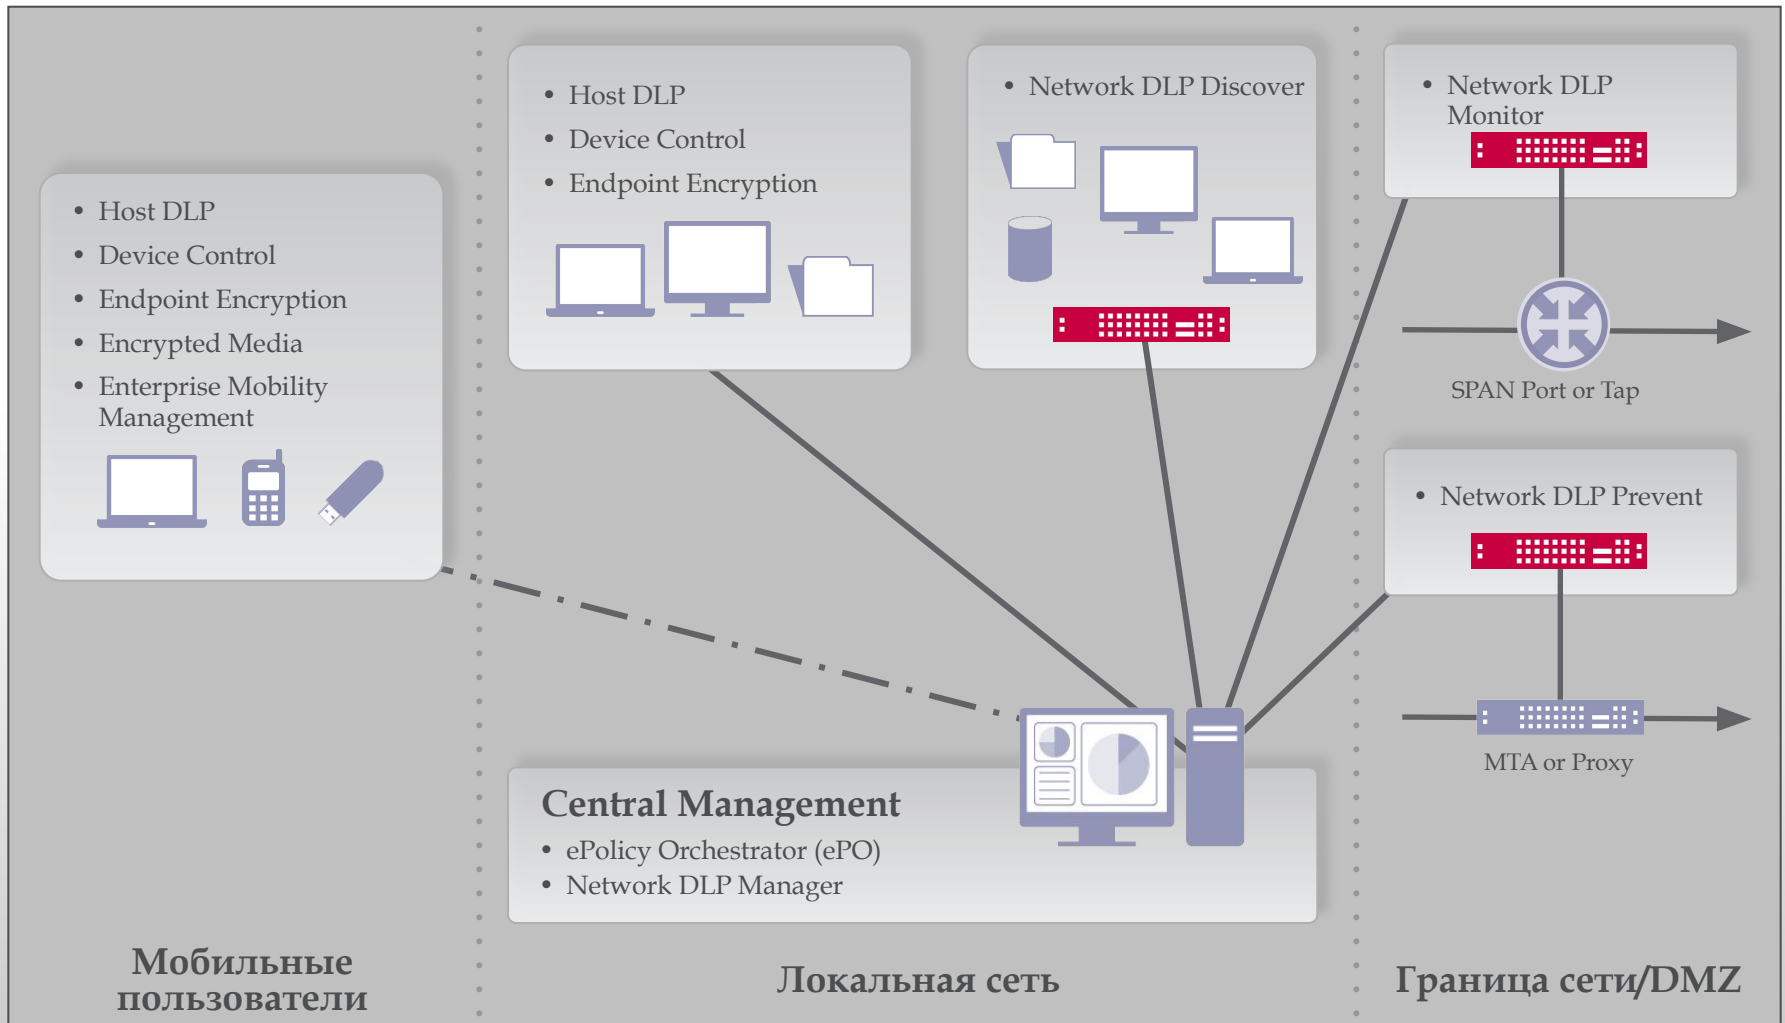 • Host DLP
• Device Control
• Endpoint Encryption
• Encrypted Media
• Enterprise Mobility
Management
Мобильные
пользователи
• Host DLP
• Device Control
• Endpoint Encryption
• Network DLP Discover
Central Management
• ePolicy Orchestrator (ePO)
• Network DLP Manager
Локальная сеть
• Network DLP
Monitor
SPAN Port or Tap
• Network DLP Prevent
MTA or Proxy
Граница сети/DMZ